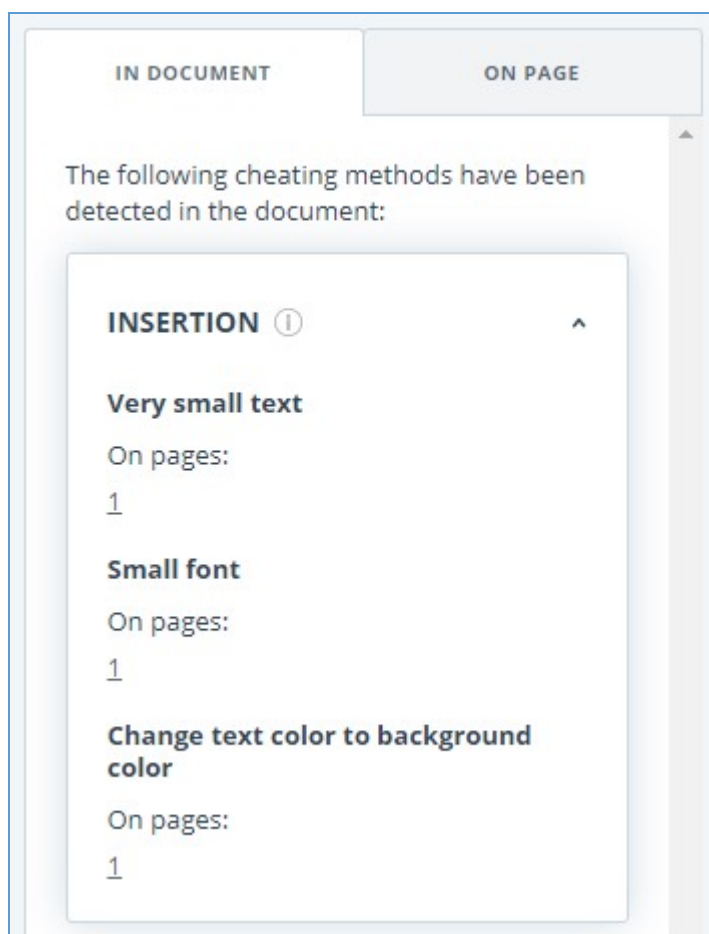 IN DOCUMENT
ON PAGE
The following cheating methods have been
detected in the document:
INSERTION
Very small text
On pages:
1
Small font
On pages:
1
Change text color to background
color
On pages:
1